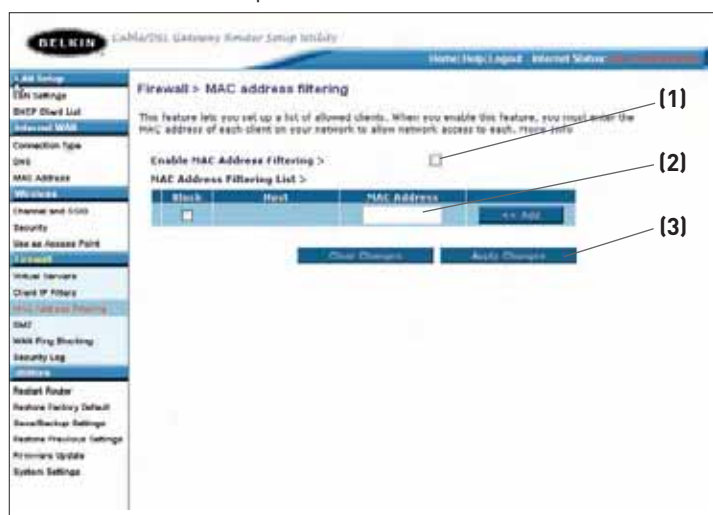 BELKIN Cable/DSL Gateway Router Setup Utility
Home|Help|Logout Internet Status:
LAN Setup
LAN Settings
DHCP Client List
Internet WAN
Connection Type
DNS
MAC Address
Wireless
Channel and SSID
Security
Use as Access Point
Firewall
Virtual Servers
Client IP Filters
MAC Address Filtering
DMZ
WAN Ping Blocking
Security Log
Utilities
Restart Router
Restore Factory Default
Save/Backup Settings
Restore Previous Settings
Firmware Update
System Settings
Firewall > MAC address filtering
This feature lets you set up a list of allowed clients. When you enable this feature, you must enter the
MAC address of each client on your network to allow network access to each. More Info
Enable MAC Address Filtering >
MAC Address Filtering List >
Block Host MAC Address
<< Add
Clear Changes Apply Changes
(1)
(2)
(3)